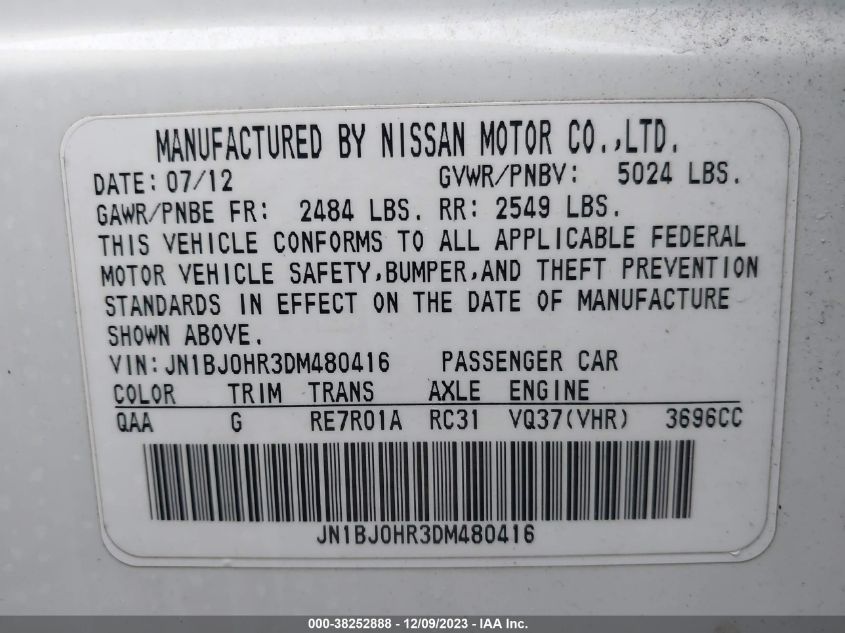 MANUFACTURED BY NISSAN MOTOR CO.,LTD.
DATE: 07/12 GVWR/PNBV: 5024 LBS.
GAWR/PNBE FR: 2484 LBS. RR: 2549 LBS.
THIS VEHICLE CONFORMS TO ALL APPLICABLE FEDERAL
MOTOR VEHICLE SAFETY,BUMPER,AND THEFT PREVENTION
STANDARDS IN EFFECT ON THE DATE OF MANUFACTURE
SHOWN ABOVE.
VIN:JN1BJ0HR3DM480416 PASSENGER CAR
COLOR TRIM TRANS AXLE ENGINE
QAA G RE7R01A RC31 VQ37(VHR) 3696CC
JN1BJ0HR3DM480416
000-38252888 - 12/09/2023 - IAA Inc.